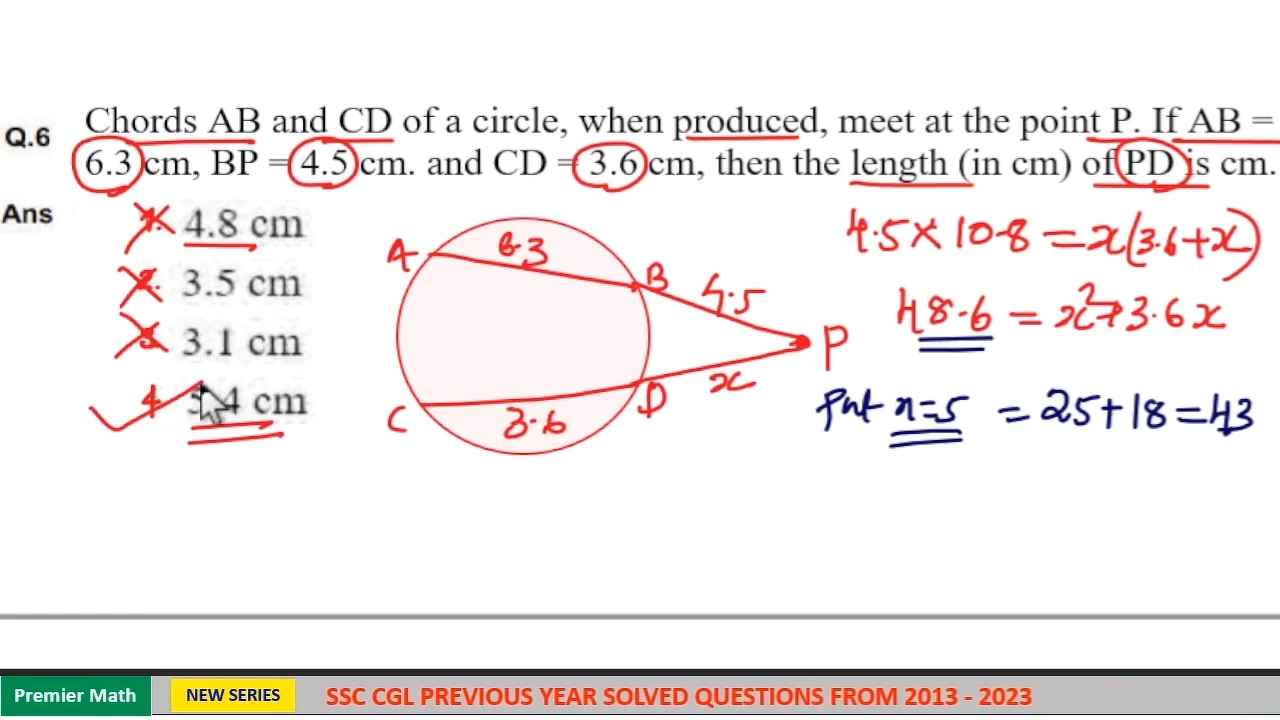 Q.6 Chords AB and CD of a circle, when produced, meet at the point P. If AB =
6.3 cm, BP = 4.5 cm. and CD = 3.6 cm, then the length (in cm) of PD is cm.
Ans
1. 4.8 cm
2. 3.5 cm
3. 3.1 cm
4. cm
A 6.3 B 4.5 P
C 3.6 D x
4.5 × 10.8 = x(3.6+x)
48.6 = x²+3.6x
Put x=5 = 25+18=43
Premier Math
NEW SERIES
SSC CGL PREVIOUS YEAR SOLVED QUESTIONS FROM 2013 - 2023